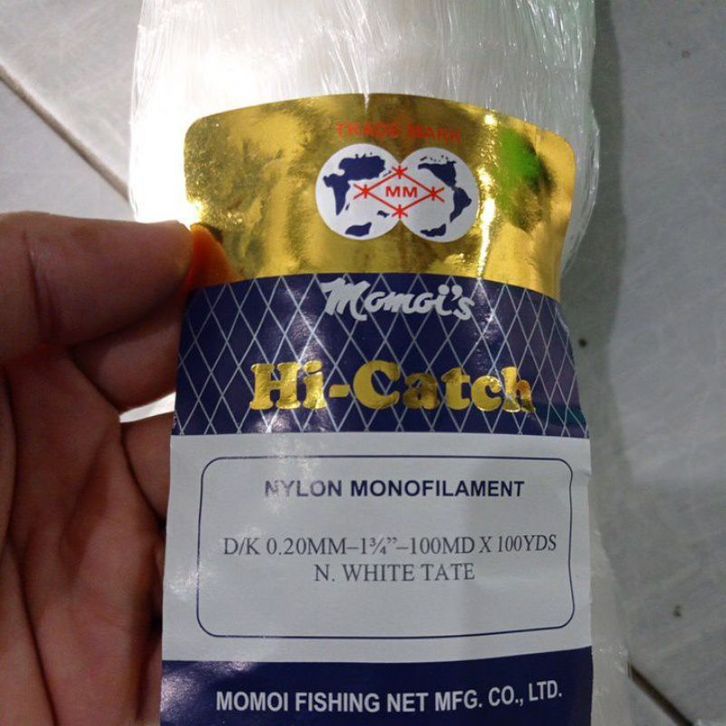 TRADE MARK
MM
Momoi's
Hi-Catch
NYLON MONOFILAMENT
D/K 0.20MM–1¾”–100MD X 100YDS
N. WHITE TATE
MOMOI FISHING NET MFG. CO., LTD.